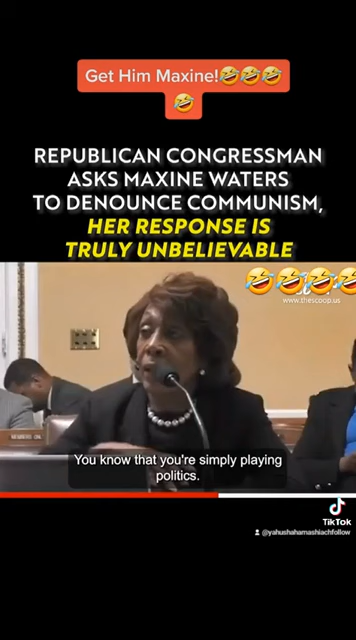 Get Him Maxine!🤣🤣🤣
🤣
REPUBLICAN CONGRESSMAN
ASKS MAXINE WATERS
TO DENOUNCE COMMUNISM,
HER RESPONSE IS
TRULY UNBELIEVABLE
🤣🤣🤣🤣
www.thescoop.us
You know that you're simply playing
politics.
TikTok
@yahushahamashiachfollow